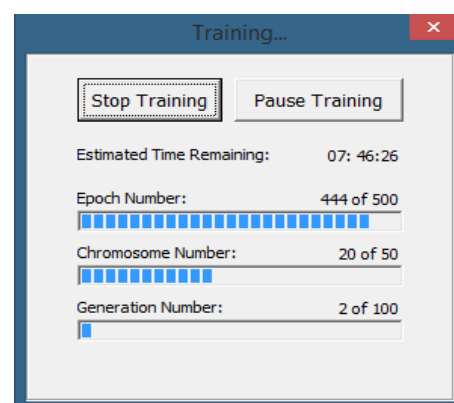 Training...
Stop Training Pause Training
Estimated Time Remaining: 07: 46:26
Epoch Number: 444 of 500
Chromosome Number: 20 of 50
Generation Number: 2 of 100